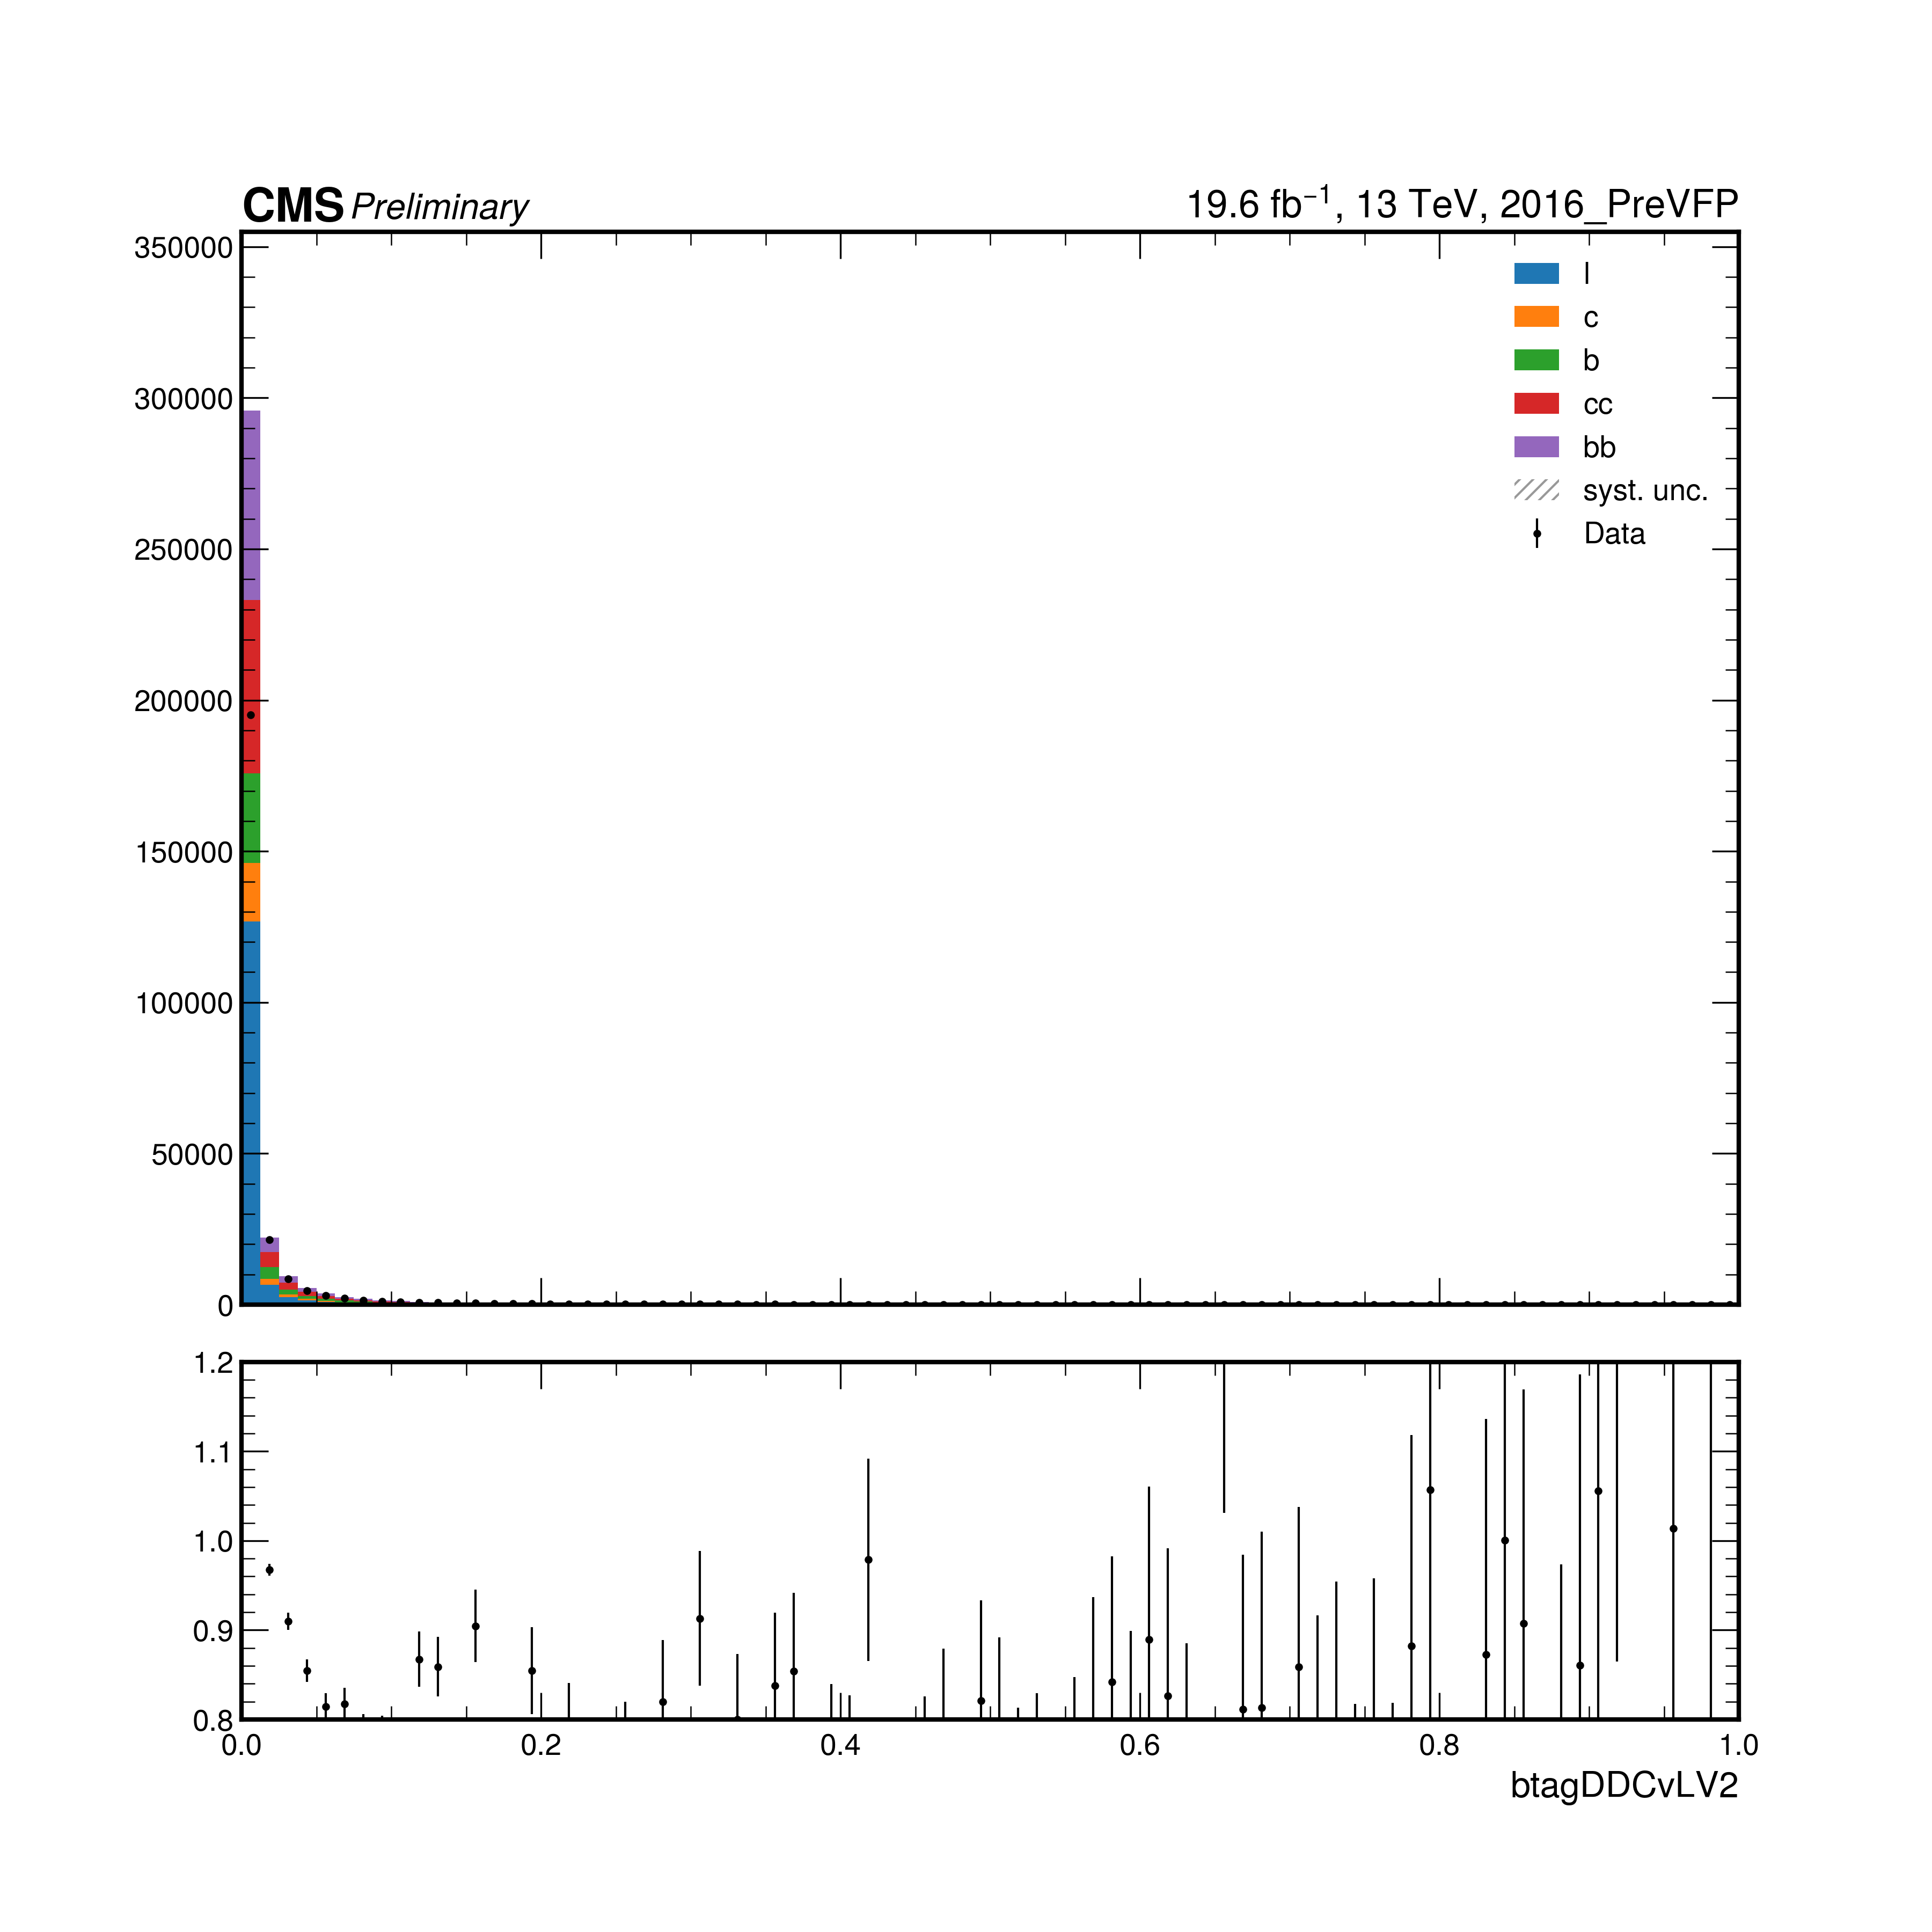 CMS Preliminary
19.6 fb⁻¹, 13 TeV, 2016_PreVFP
350000
300000
250000
200000
150000
100000
50000
0
l
c
b
cc
bb
syst. unc.
Data
1.2
1.1
1.0
0.9
0.8
0.0 0.2 0.4 0.6 0.8 1.0
btagDDCvLV2